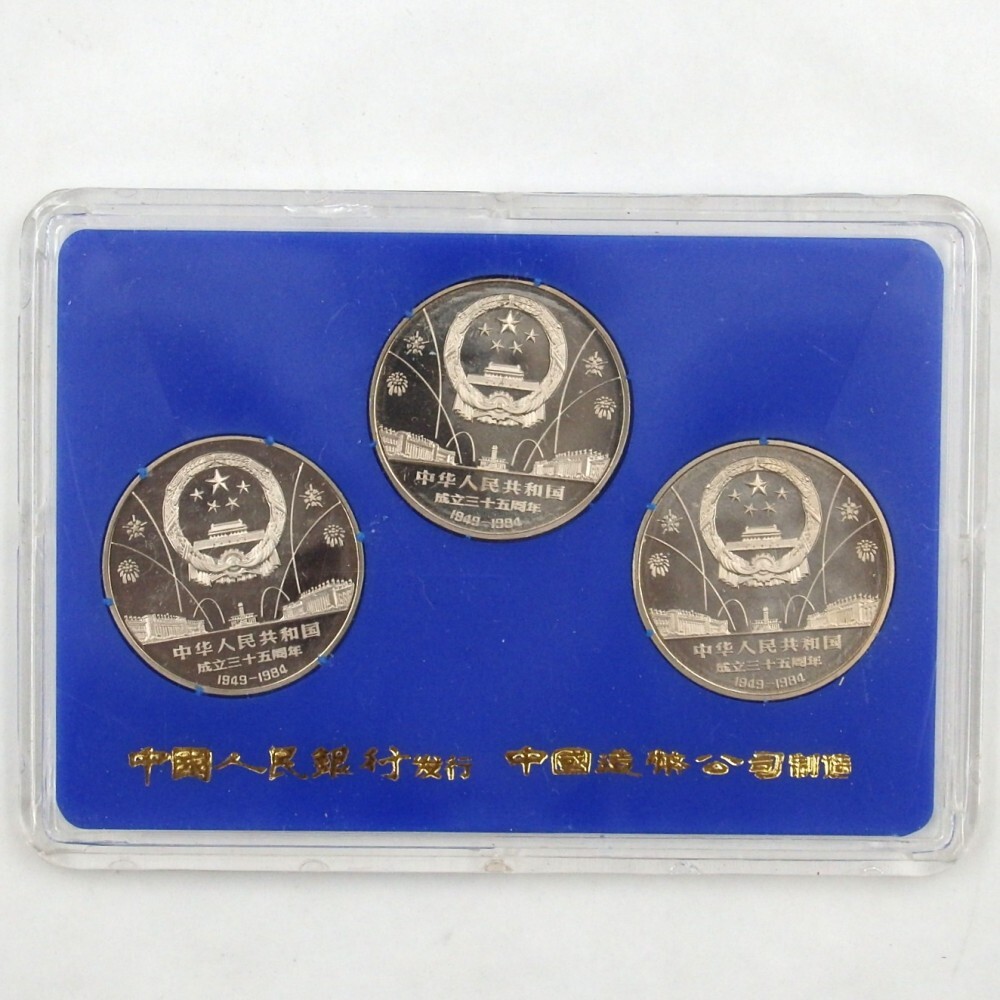 中华人民共和国
成立三十五周年
1949-1984
中华人民共和国
成立三十五周年
1949-1984
中华人民共和国
成立三十五周年
1949-1984
中國人民銀行发行 中國造幣公司制造